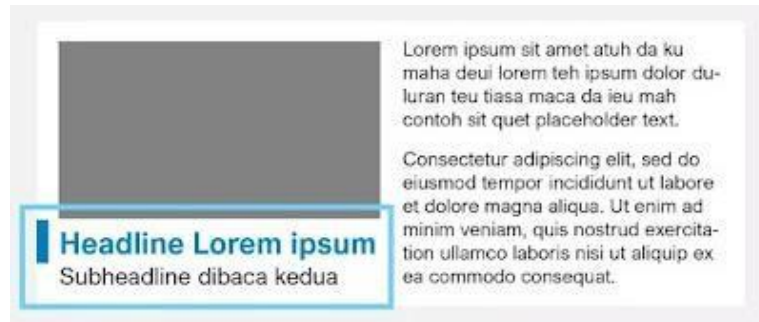 Headline Lorem ipsum
Subheadline dibaca kedua
Lorem ipsum sit amet atuh da ku
maha deui lorem teh ipsum dolor du-
luran teu tiasa maca da ieu mah
contoh sit quet placeholder text.
Consectetur adipiscing elit, sed do
eiusmod tempor incididunt ut labore
et dolore magna aliqua. Ut enim ad
minim veniam, quis nostrud exercita-
tion ullamco laboris nisi ut aliquip ex
ea commodo consequat.